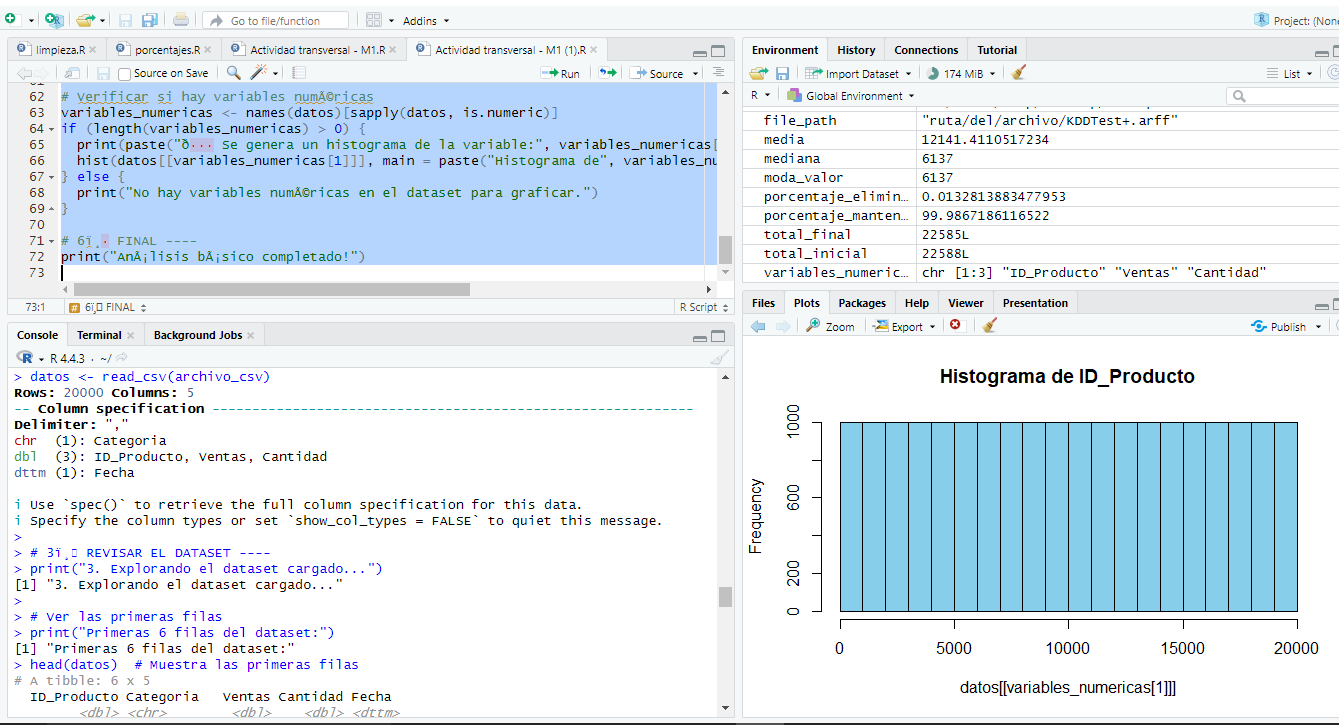 Go to file/function
Addins
Project: (None
limpieza.R
porcentajes.R
Actividad transversal - M1.R
Actividad transversal - M1 (1).R
Source on Save
Run
Source
62 # Verificar si hay variables numÃ©ricas
63 variables_numericas <- names(datos)[sapply(datos, is.numeric)]
64 if (length(variables_numericas) > 0) {
65 print(paste("ð··· Se genera un histograma de la variable:", variables_numericas[
66 hist(datos[[variables_numericas[1]]], main = paste("Histograma de", variables_nu
67 } else {
68 print("No hay variables numÃ©ricas en el dataset para graficar.")
69 }
70
71 # 6ï¸· FINAL ----
72 print("AnÃ¡lisis bÃ¡sico completado!")
73
73:1
6ï¸ FINAL
R Script
Console
Terminal
Background Jobs
R 4.4.3 · ~/
> datos <- read_csv(archivo_csv)
Rows: 20000 Columns: 5
-- Column specification ------------------------------------------------------------
Delimiter: ","
chr (1): Categoria
dbl (3): ID_Producto, Ventas, Cantidad
dttm (1): Fecha
i Use `spec()` to retrieve the full column specification for this data.
i Specify the column types or set `show_col_types = FALSE` to quiet this message.
>
> # 3ï¸ REVISAR EL DATASET ----
> print("3. Explorando el dataset cargado...")
[1] "3. Explorando el dataset cargado..."
>
> # Ver las primeras filas
> print("Primeras 6 filas del dataset:")
[1] "Primeras 6 filas del dataset:"
> head(datos) # Muestra las primeras filas
# A tibble: 6 x 5
ID_Producto Categoria Ventas Cantidad Fecha
<dbl> <chr> <dbl> <dbl> <dttm>
Environment
History
Connections
Tutorial
Import Dataset
174 MiB
List
R
Global Environment
file_path "ruta/del/archivo/KDDTest+.arff"
media 12141.4110517234
mediana 6137
moda_valor 6137
porcentaje_elimin… 0.0132813883477953
porcentaje_manten… 99.9867186116522
total_final 22585L
total_inicial 22588L
variables_numeric… chr [1:3] "ID_Producto" "Ventas" "Cantidad"
Files
Plots
Packages
Help
Viewer
Presentation
Zoom
Export
Publish
Histograma de ID_Producto
Frequency
1000
600
200
0
0 5000 10000 15000 20000
datos[[variables_numericas[1]]]